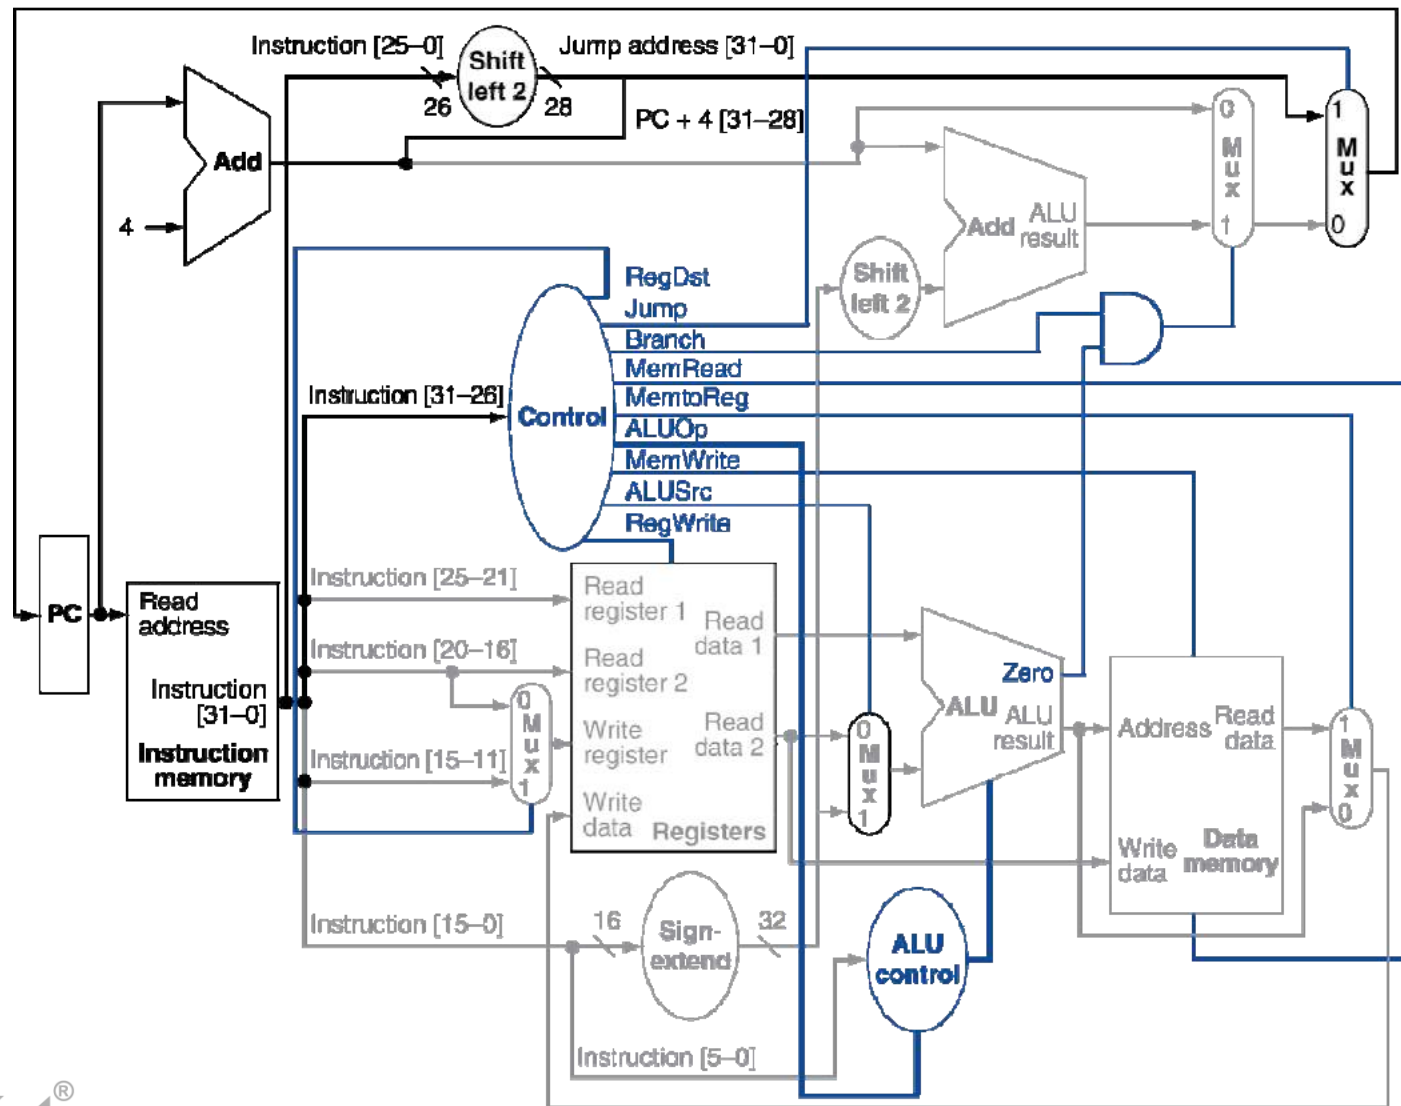 Instruction [25–0]
Shift
left 2
Jump address [31–0]
26
28
PC + 4 [31–28]
Add
4
0
M
u
x
1
1
M
u
x
0
Add
ALU
result
Shift
left 2
RegDst
Jump
Branch
MemRead
MemtoReg
ALUOp
MemWrite
ALUSrc
RegWrite
Instruction [31–26]
Control
PC
Read
address
Instruction
[31–0]
Instruction
memory
Instruction [25–21]
Instruction [20–16]
Instruction [15–11]
0
M
u
x
1
Read
register 1
Read
register 2
Write
register
Write
data
Read
data 1
Read
data 2
Registers
0
M
u
x
1
Zero
ALU
ALU
result
Address
Read
data
Write
data
Data
memory
1
M
u
x
0
Instruction [15–0]
16
Sign-
extend
32
ALU
control
Instruction [5–0]
®